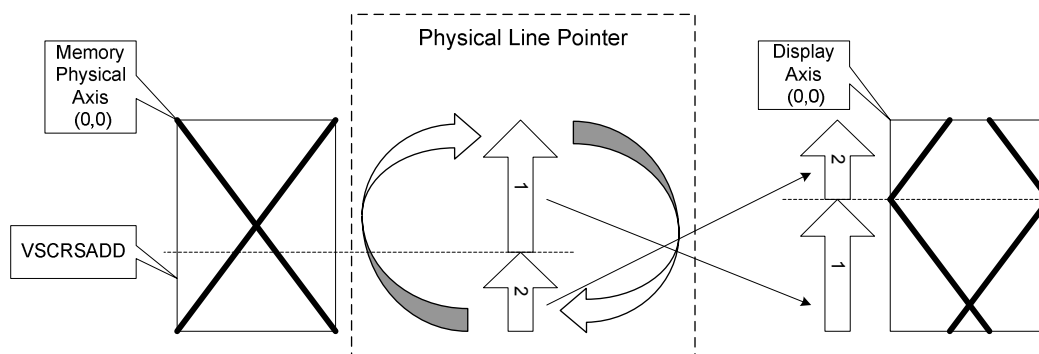 Physical Line Pointer
Memory
Physical
Axis
(0,0)
Display
Axis
(0,0)
VSCRSADD
1
2
2
1